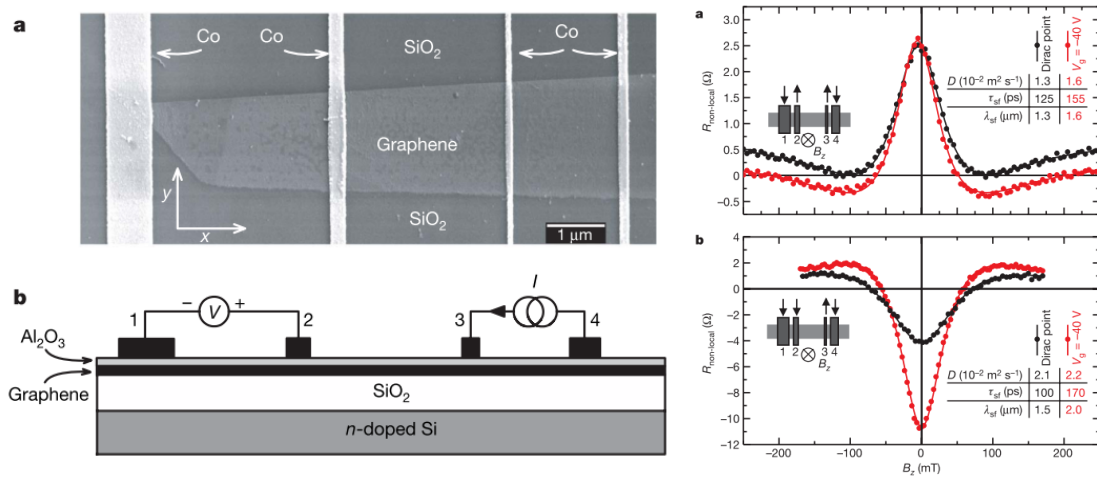 a
Co
Co
SiO2
Co
Graphene
y
x
SiO2
1 μm
b
I
1
− V +
2
3
4
Al2O3
Graphene
SiO2
n-doped Si
a
3.0
2.5
2.0
1.5
1.0
0.5
0
−0.5
Rnon-local (Ω)
Dirac point
Vg = −40 V
D (10−2 m2 s−1) 1.3 1.6
τsf (ps) 125 155
λsf (μm) 1.3 1.6
1 2 3 4
Bz
b
4
2
0
−2
−4
−6
−8
−10
−12
Rnon-local (Ω)
Dirac point
Vg = −40 V
D (10−2 m2 s−1) 2.1 2.2
τsf (ps) 100 170
λsf (μm) 1.5 2.0
1 2 3 4
Bz
−200 −100 0 100 200
Bz (mT)